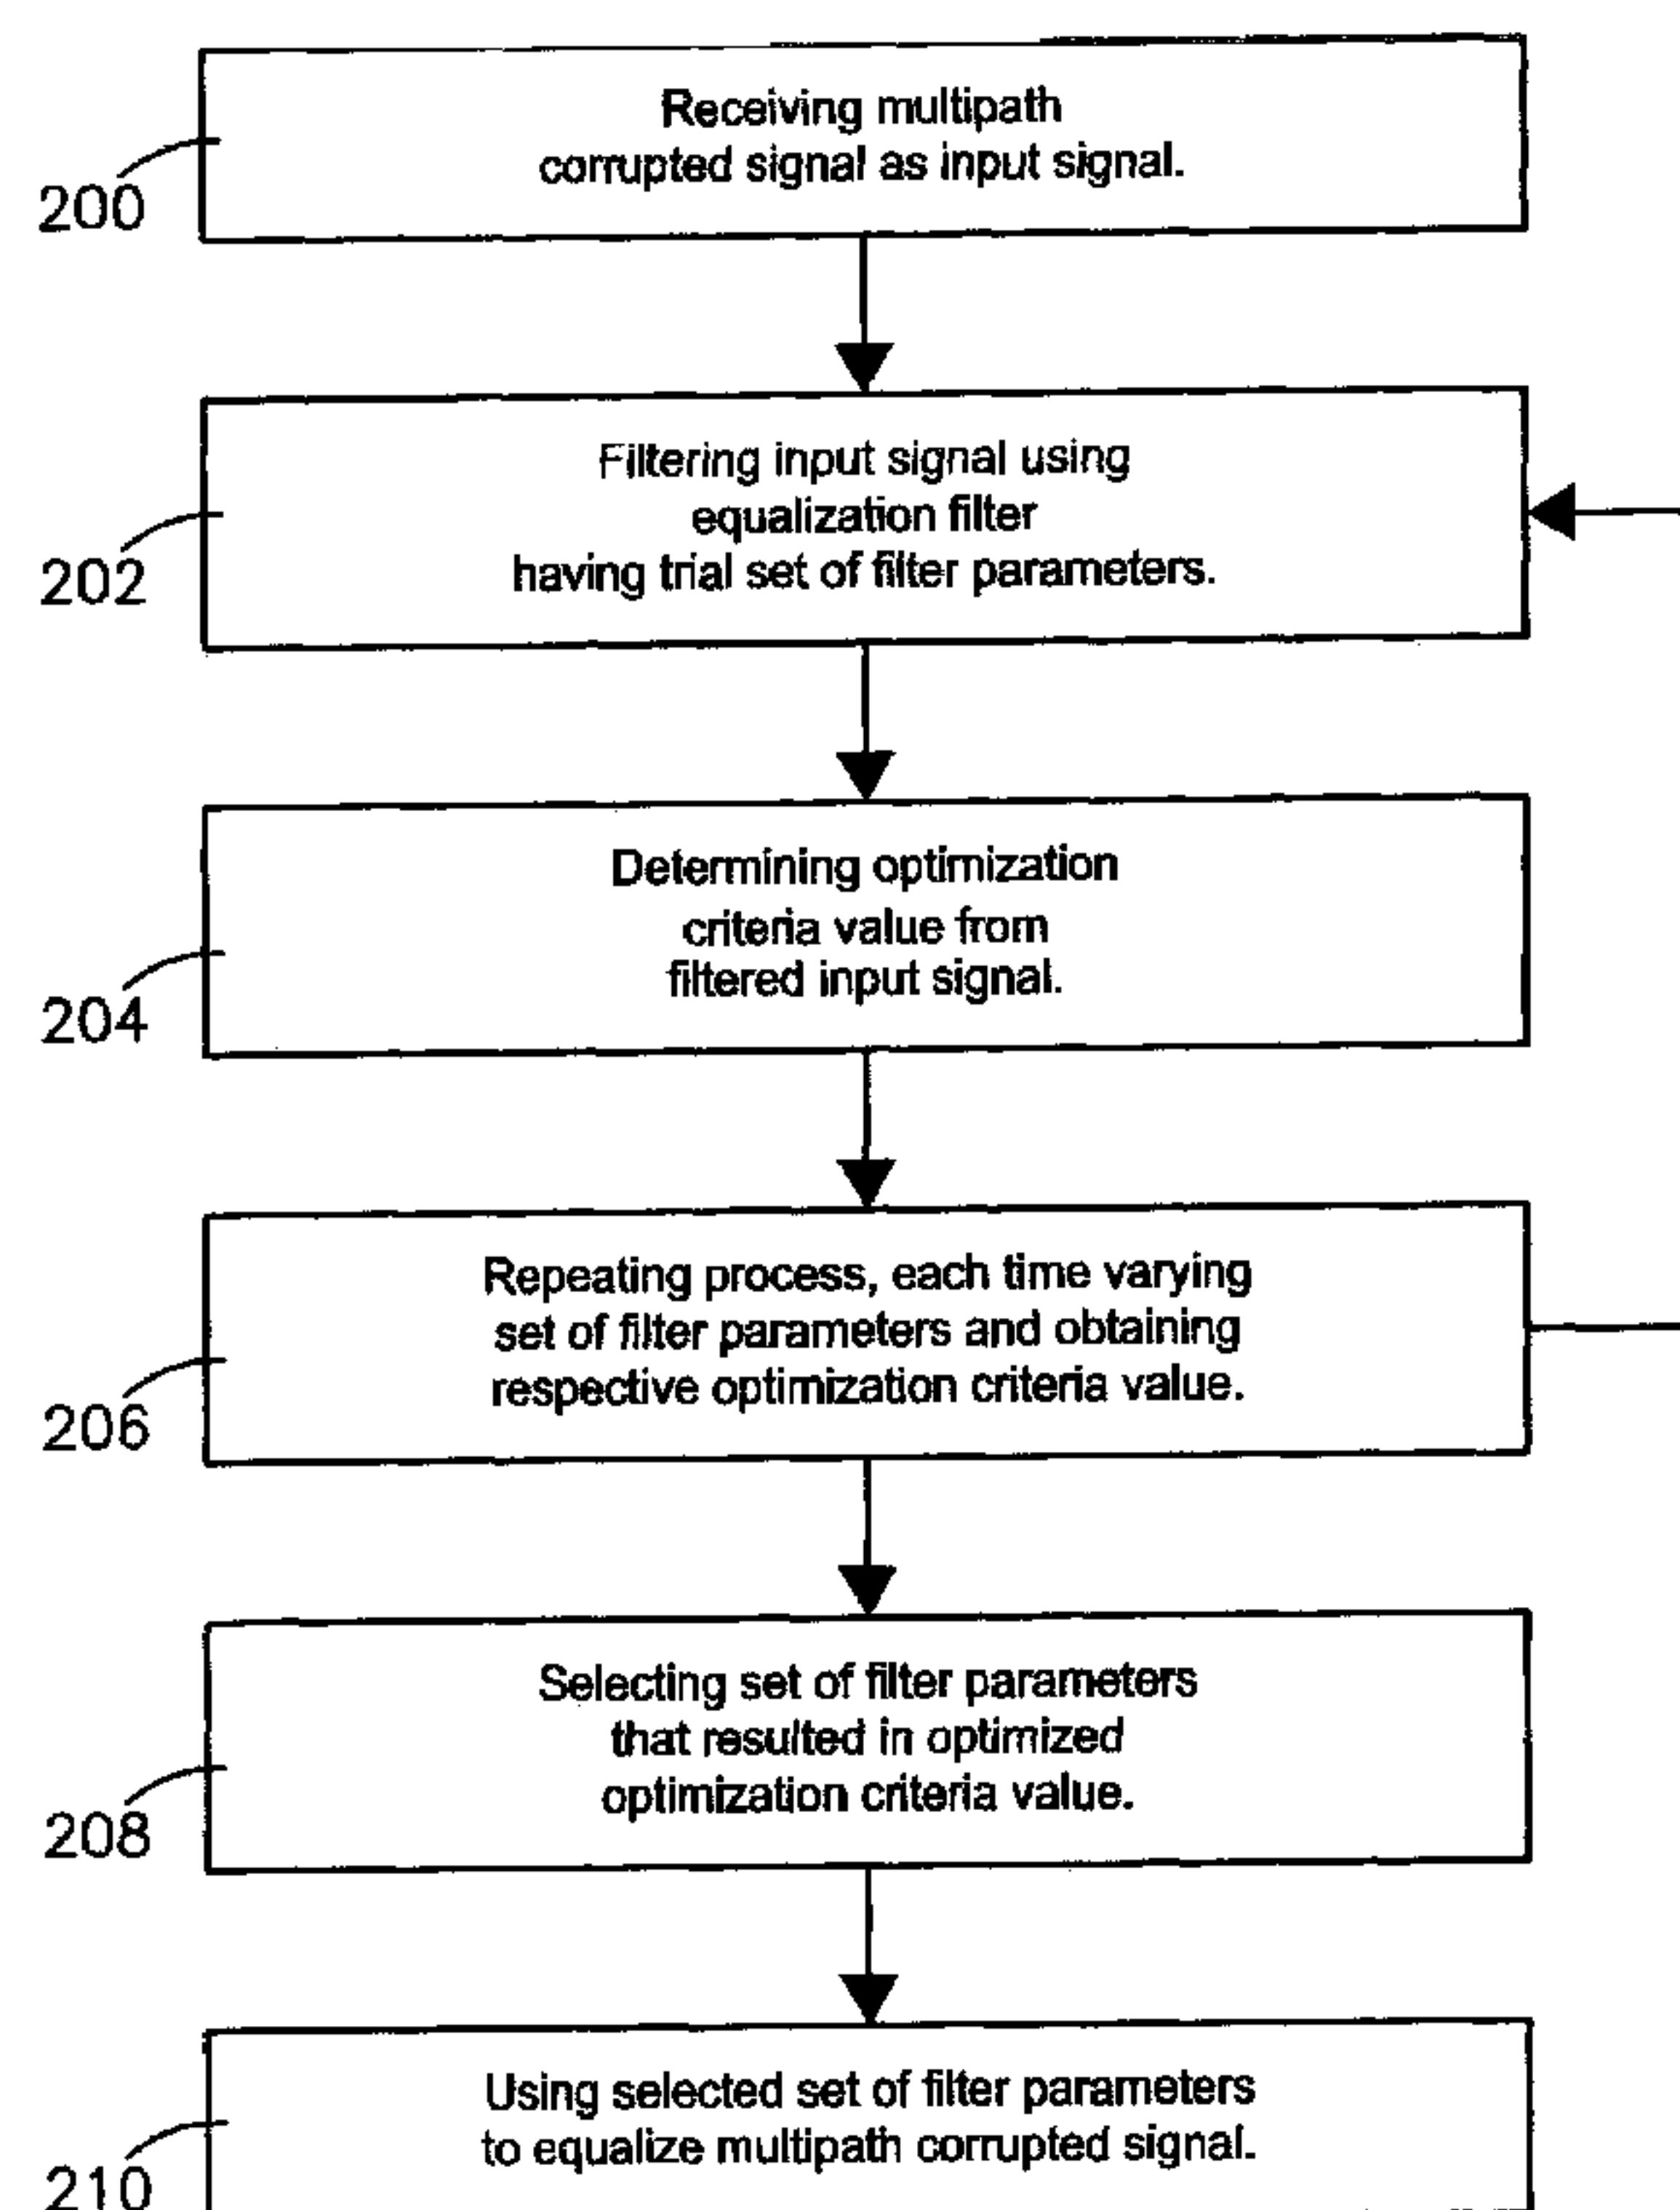 Receiving multipath
corrupted signal as input signal.
200
Filtering input signal using
equalization filter
having trial set of filter parameters.
202
Determining optimization
criteria value from
filtered input signal.
204
Repeating process, each time varying
set of filter parameters and obtaining
respective optimization criteria value.
206
Selecting set of filter parameters
that resulted in optimized
optimization criteria value.
208
Using selected set of filter parameters
to equalize multipath corrupted signal.
210